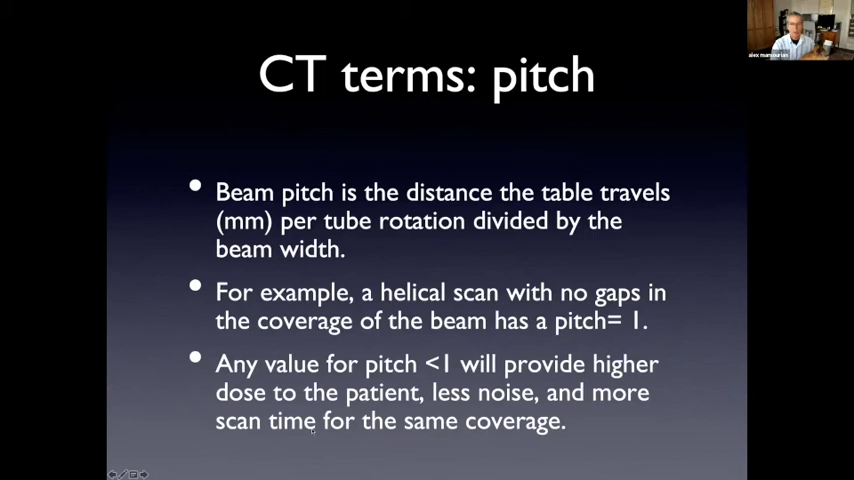 alex mamourian
CT terms: pitch
• Beam pitch is the distance the table travels
(mm) per tube rotation divided by the
beam width.
• For example, a helical scan with no gaps in
the coverage of the beam has a pitch= 1.
• Any value for pitch <1 will provide higher
dose to the patient, less noise, and more
scan time for the same coverage.